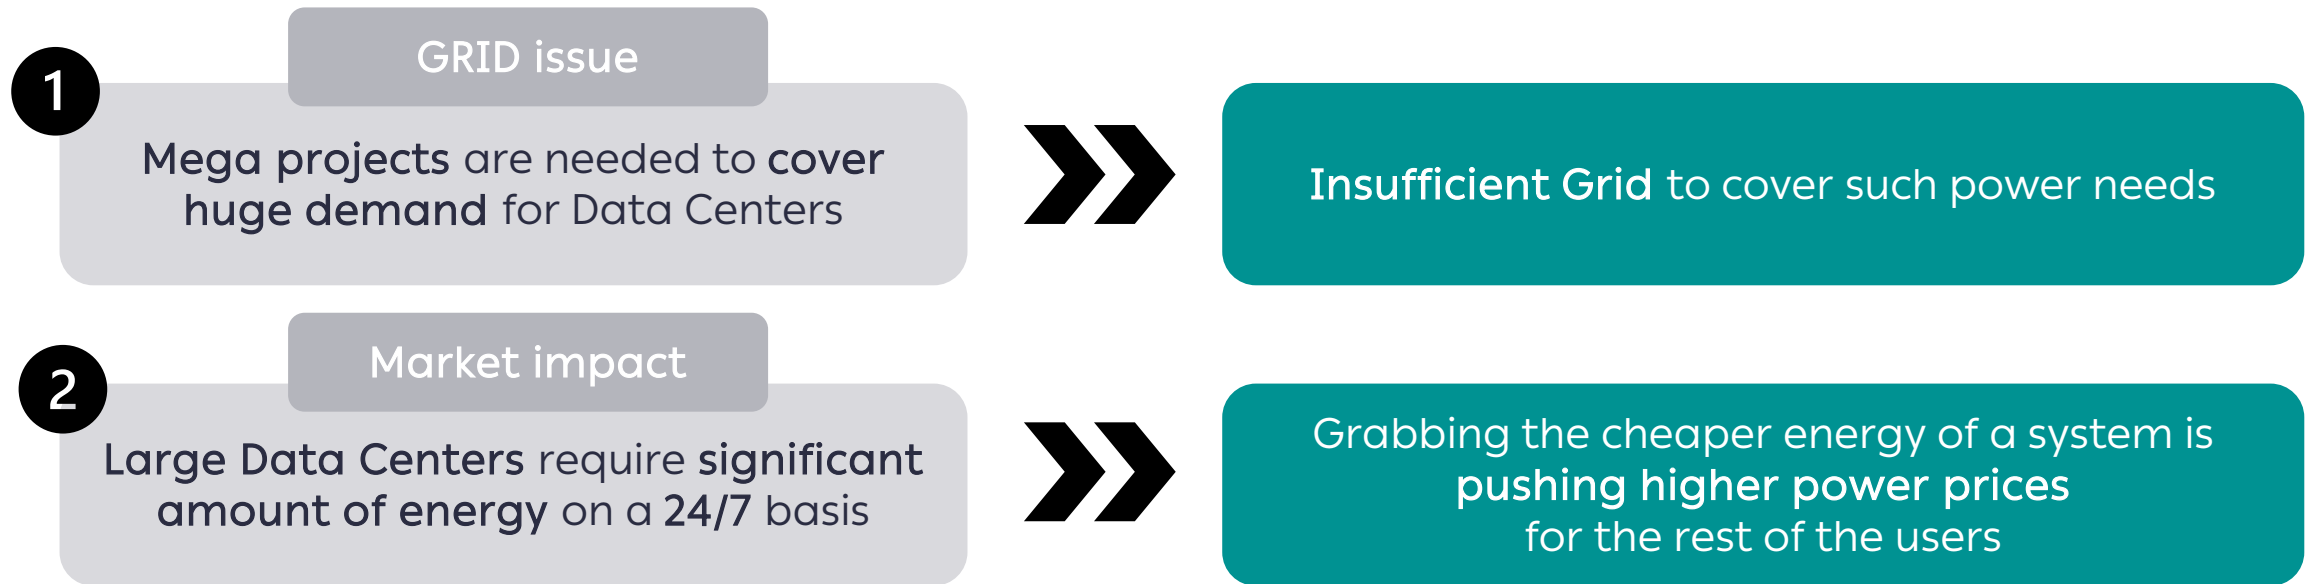 1
GRID issue
Mega projects are needed to cover
huge demand for Data Centers
Insufficient Grid to cover such power needs
2
Market impact
Large Data Centers require significant
amount of energy on a 24/7 basis
Grabbing the cheaper energy of a system is
pushing higher power prices
for the rest of the users